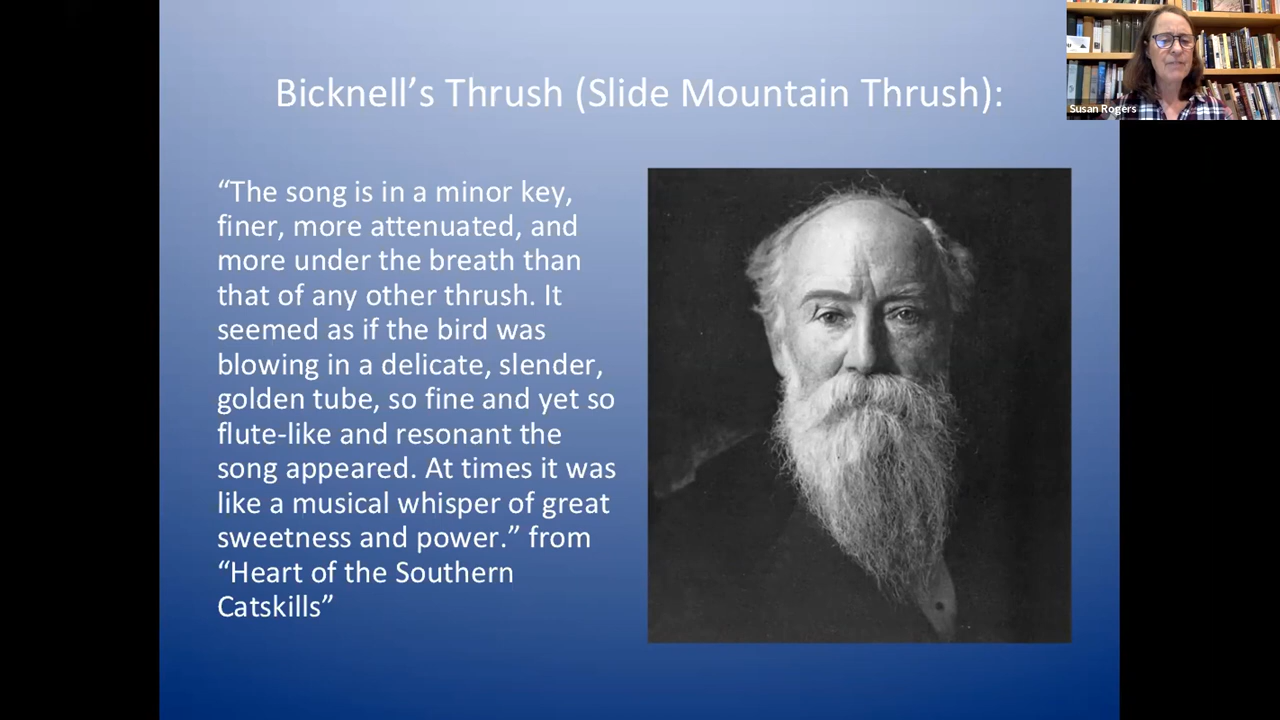 Bicknell’s Thrush (Slide Mountain Thrush):
Susan Rogers
“The song is in a minor key,
finer, more attenuated, and
more under the breath than
that of any other thrush. It
seemed as if the bird was
blowing in a delicate, slender,
golden tube, so fine and yet so
flute-like and resonant the
song appeared. At times it was
like a musical whisper of great
sweetness and power.” from
“Heart of the Southern
Catskills”